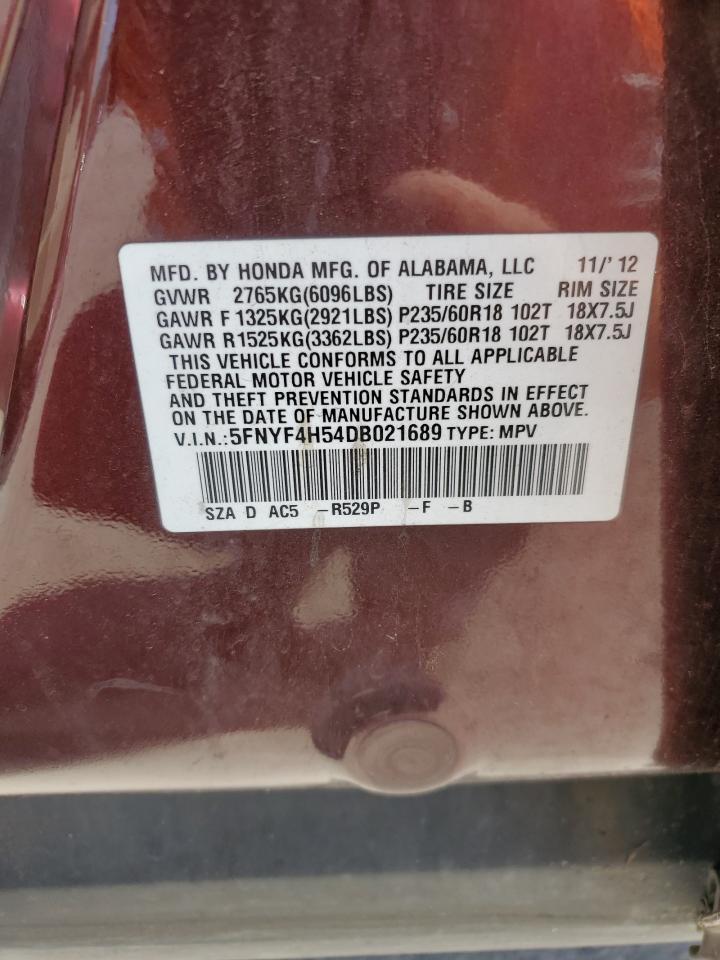 MFD. BY HONDA MFG. OF ALABAMA, LLC 11/'12
GVWR 2765KG(6096LBS) TIRE SIZE RIM SIZE
GAWR F 1325KG(2921LBS) P235/60R18 102T 18X7.5J
GAWR R1525KG(3362LBS) P235/60R18 102T 18X7.5J
THIS VEHICLE CONFORMS TO ALL APPLICABLE
FEDERAL MOTOR VEHICLE SAFETY
AND THEFT PREVENTION STANDARDS IN EFFECT
ON THE DATE OF MANUFACTURE SHOWN ABOVE.
V.I.N.:5FNYF4H54DB021689 TYPE: MPV
SZA D AC5 -R529P -F -B